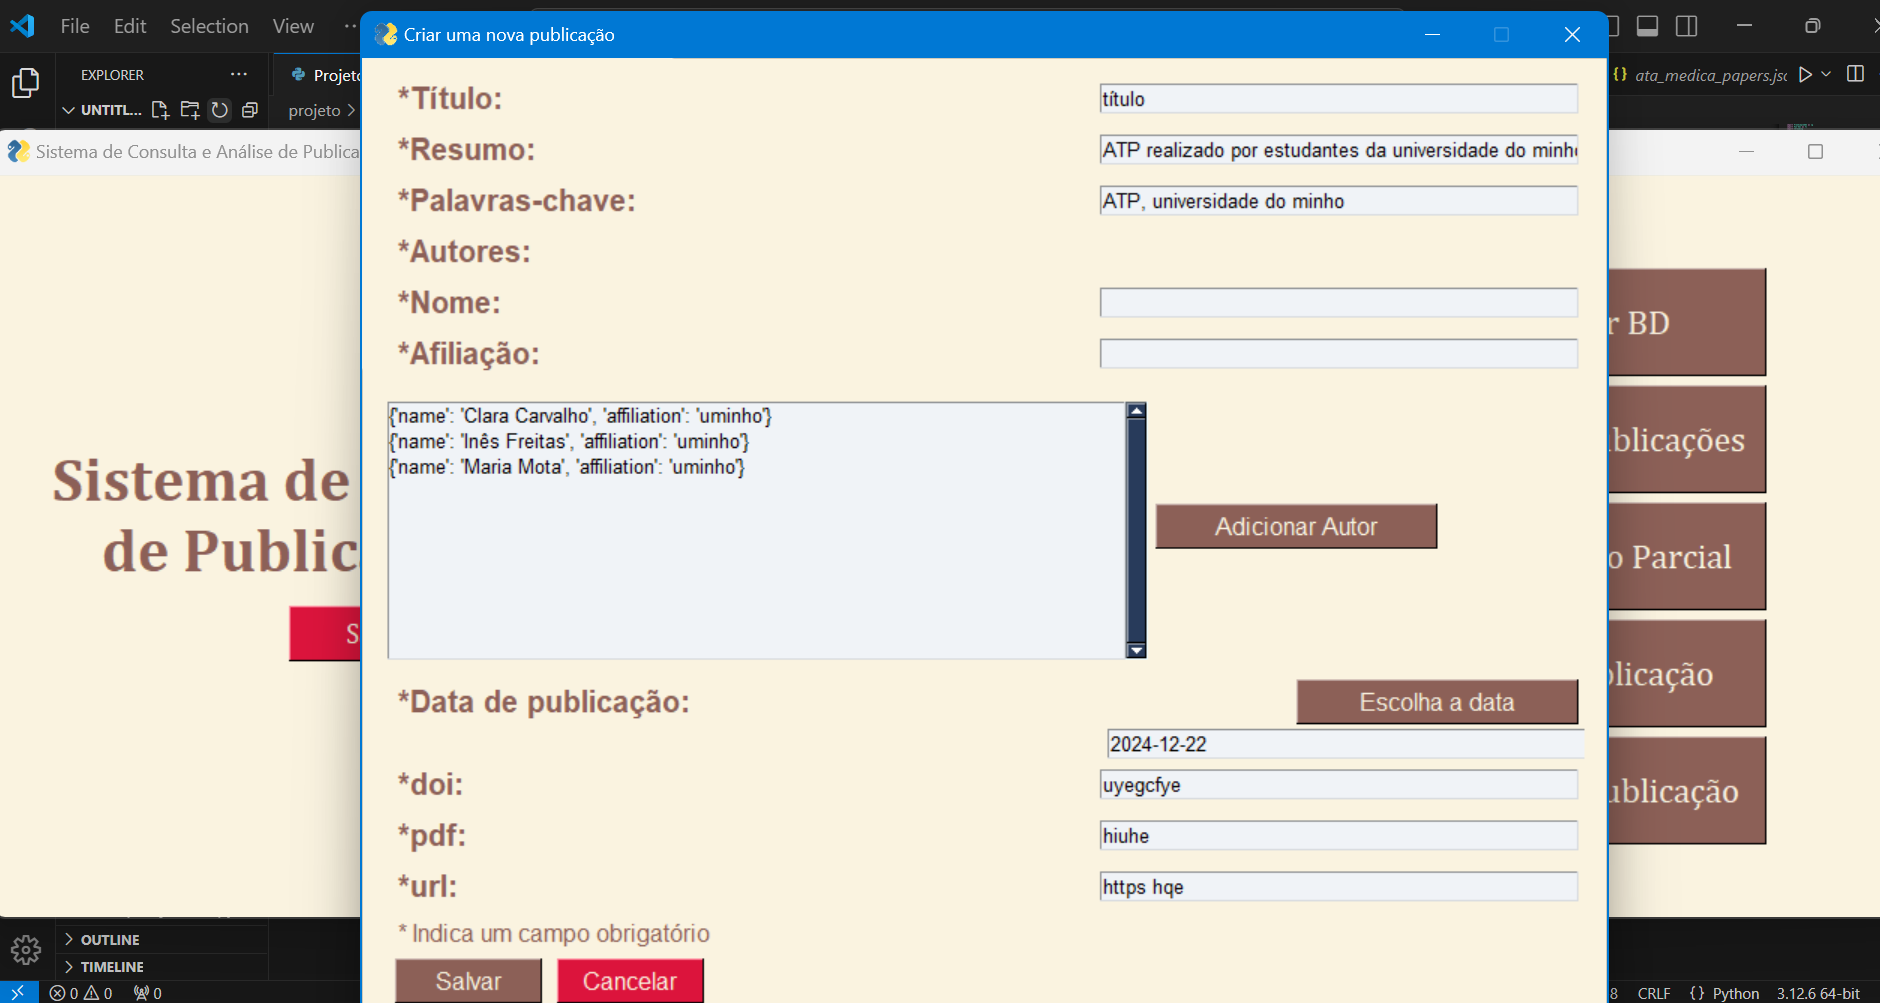 File Edit Selection View ...
EXPLORER ...
UNTITL...
Projeto
projeto >
ata_medica_papers.jsc
Sistema de Consulta e Análise de Publica
Sistema de
de Public
S
r BD
blicações
o Parcial
licação
ublicação
Criar uma nova publicação
*Título:
título
*Resumo:
ATP realizado por estudantes da universidade do minh
*Palavras-chave:
ATP, universidade do minho
*Autores:
*Nome:
*Afiliação:
{'name': 'Clara Carvalho', 'affiliation': 'uminho'}
{'name': 'Inês Freitas', 'affiliation': 'uminho'}
{'name': 'Maria Mota', 'affiliation': 'uminho'}
Adicionar Autor
*Data de publicação:
Escolha a data
2024-12-22
*doi:
uyegcfye
*pdf:
hiuhe
*url:
https hqe
* Indica um campo obrigatório
Salvar Cancelar
OUTLINE
TIMELINE
0 0 0
8 CRLF {} Python 3.12.6 64-bit